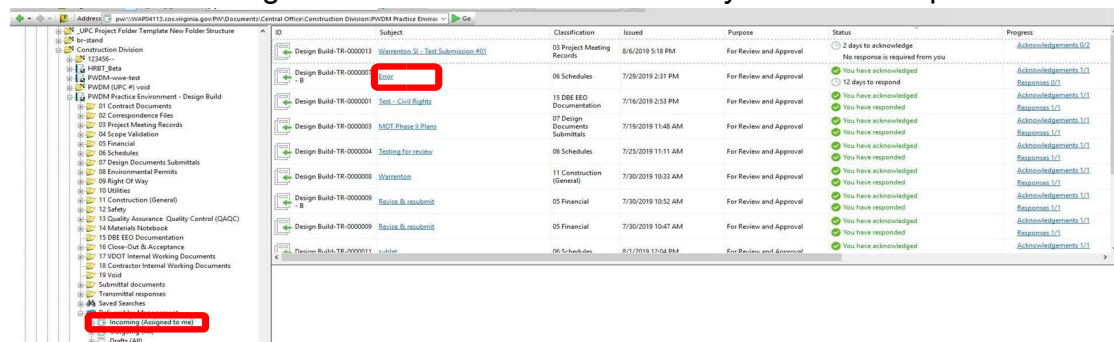 Address pw:\\WAP04113.cov.virginia.gov:PW\Documents\Central Office\Construction Division\PWDM Practice Enviror Go
_UPC Project Folder Template New Folder Structure
br-stand
Construction Division
123456--
HRBT_Beta
PWDM-wwe-test
PWDM (UPC #) void
PWDM Practice Environment - Design Build
01 Contract Documents
02 Correspondence Files
03 Project Meeting Records
04 Scope Validation
05 Financial
06 Schedules
07 Design Documents Submittals
08 Environmental Permits
09 Right Of Way
10 Utilities
11 Construction (General)
12 Safety
13 Quality Assurance Quality Control (QAQC)
14 Materials Notebook
15 DBE EEO Documentation
16 Close-Out & Acceptance
17 VDOT Internal Working Documents
18 Contractor Internal Working Documents
19 Void
Submittal documents
Transmittal responses
Saved Searches
Incoming (Assigned to me)
Drafts (All)
ID Subject Classification Issued Purpose Status Progress
Design Build-TR-0000013 Warrenton SI - Test Submission #01 03 Project Meeting Records 8/6/2019 5:18 PM For Review and Approval 2 days to acknowledge Acknowledgements 0/2
No response is required from you
Design Build-TR-0000007 - B Error 06 Schedules 7/29/2019 2:31 PM For Review and Approval You have acknowledged Acknowledgements 1/1
12 days to respond Responses 0/1
Design Build-TR-0000001 Test - Civil Rights 15 DBE EEO Documentation 7/16/2019 2:53 PM For Review and Approval You have acknowledged Acknowledgements 1/1
You have responded Responses 1/1
Design Build-TR-0000003 MOT Phase II Plans 07 Design Documents Submittals 7/19/2019 11:48 AM For Review and Approval You have acknowledged Acknowledgements 1/1
You have responded Responses 1/1
Design Build-TR-0000004 Testing for review 06 Schedules 7/25/2019 11:11 AM For Review and Approval You have acknowledged Acknowledgements 1/1
You have responded Responses 1/1
Design Build-TR-0000008 Warrenton 11 Construction (General) 7/30/2019 10:33 AM For Review and Approval You have acknowledged Acknowledgements 1/1
You have responded Responses 1/1
Design Build-TR-0000009 - B Revise & resubmit 05 Financial 7/30/2019 10:52 AM For Review and Approval You have acknowledged Acknowledgements 1/1
You have responded Responses 1/1
Design Build-TR-0000009 Revise & resubmit 05 Financial 7/30/2019 10:47 AM For Review and Approval You have acknowledged Acknowledgements 1/1
You have responded Responses 1/1
Design Build-TR-0000011 sublet 06 Schedules 8/1/2019 12:04 PM For Review and Approval You have acknowledged Acknowledgements 1/1